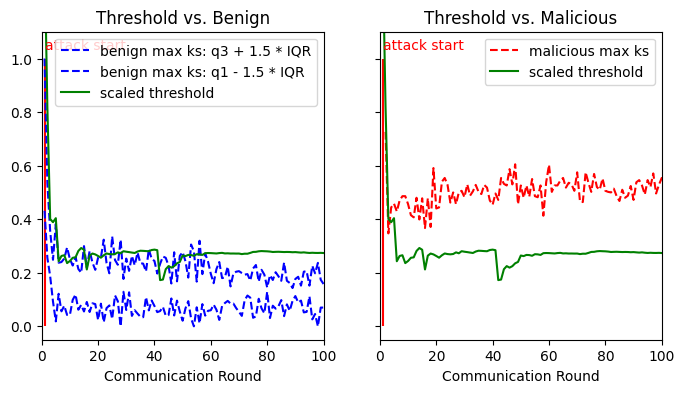 Threshold vs. Benign
attack start
benign max ks: q3 + 1.5 * IQR
benign max ks: q1 - 1.5 * IQR
scaled threshold
1.0
0.8
0.6
0.4
0.2
0.0
0 20 40 60 80 100
Communication Round
Threshold vs. Malicious
attack start
malicious max ks
scaled threshold
0 20 40 60 80 100
Communication Round